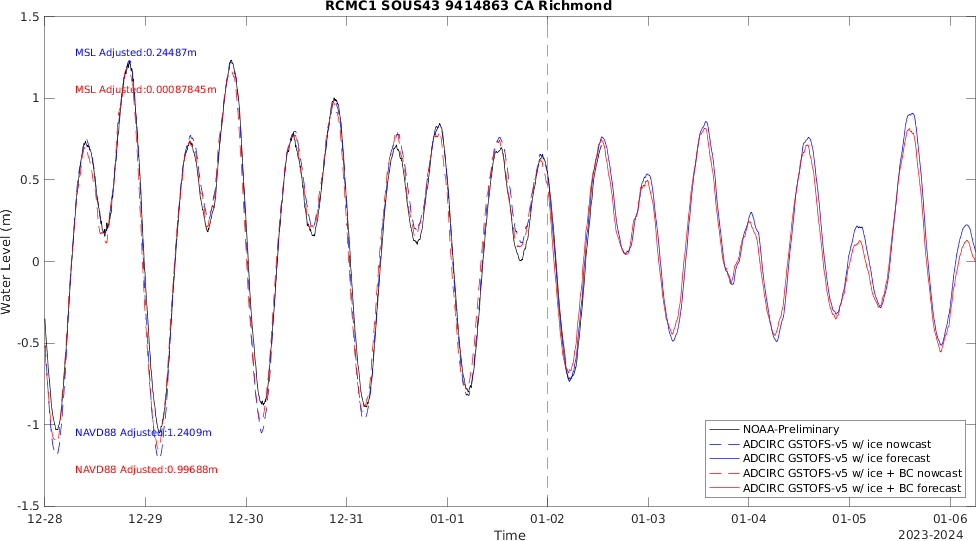 RCMC1 SOUS43 9414863 CA Richmond
1.5
MSL Adjusted:0.24487m
MSL Adjusted:0.00087845m
1
0.5
0
-0.5
-1
-1.5
Water Level (m)
NAVD88 Adjusted:1.2409m
NAVD88 Adjusted:0.99688m
NOAA-Preliminary
ADCIRC GSTOFS-v5 w/ ice nowcast
ADCIRC GSTOFS-v5 w/ ice forecast
ADCIRC GSTOFS-v5 w/ ice + BC nowcast
ADCIRC GSTOFS-v5 w/ ice + BC forecast
12-28 12-29 12-30 12-31 01-01 01-02 01-03 01-04 01-05 01-06
Time
2023-2024